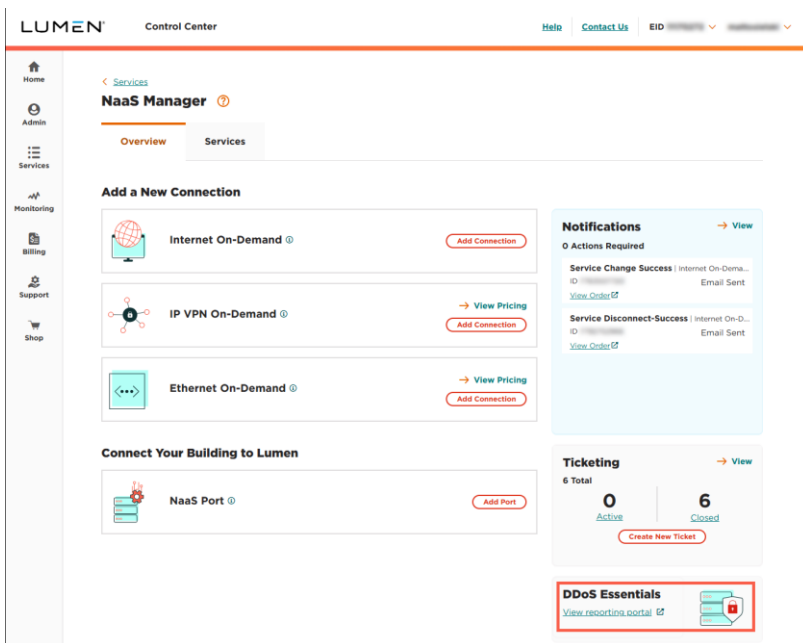 LUMEN®
Control Center
Help
Contact Us
EID
Home
Admin
Services
Monitoring
Billing
Support
Shop
Services
NaaS Manager
Overview
Services
Add a New Connection
Internet On-Demand
Add Connection
IP VPN On-Demand
View Pricing
Add Connection
Ethernet On-Demand
View Pricing
Add Connection
Connect Your Building to Lumen
NaaS Port
Add Port
Notifications
View
0 Actions Required
Service Change Success | Internet On-Dema...
ID
Email Sent
View Order
Service Disconnect-Success | Internet On-D...
ID
Email Sent
View Order
Ticketing
View
6 Total
0
Active
6
Closed
Create New Ticket
DDoS Essentials
View reporting portal